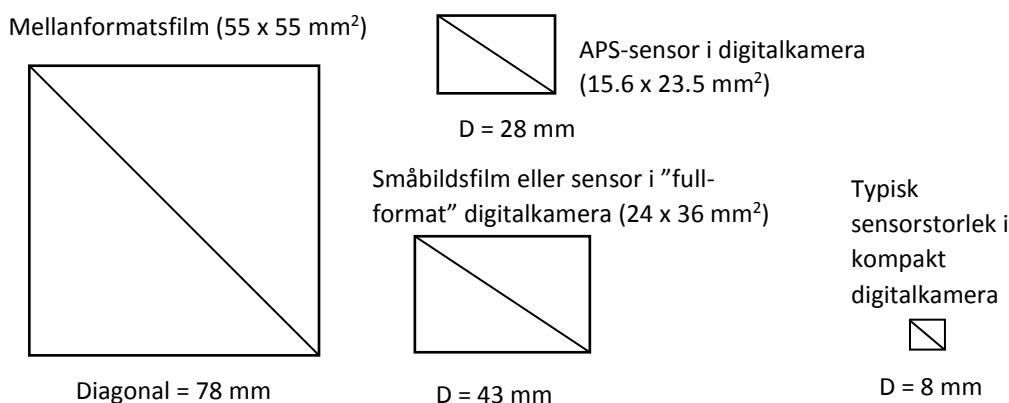 Mellanformatsfilm (55 x 55 mm²)
Diagonal = 78 mm
APS-sensor i digitalkamera
(15.6 x 23.5 mm²)
D = 28 mm
Småbildsfilm eller sensor i ”full-
format” digitalkamera (24 x 36 mm²)
D = 43 mm
Typisk
sensorstorlek i
kompakt
digitalkamera
D = 8 mm